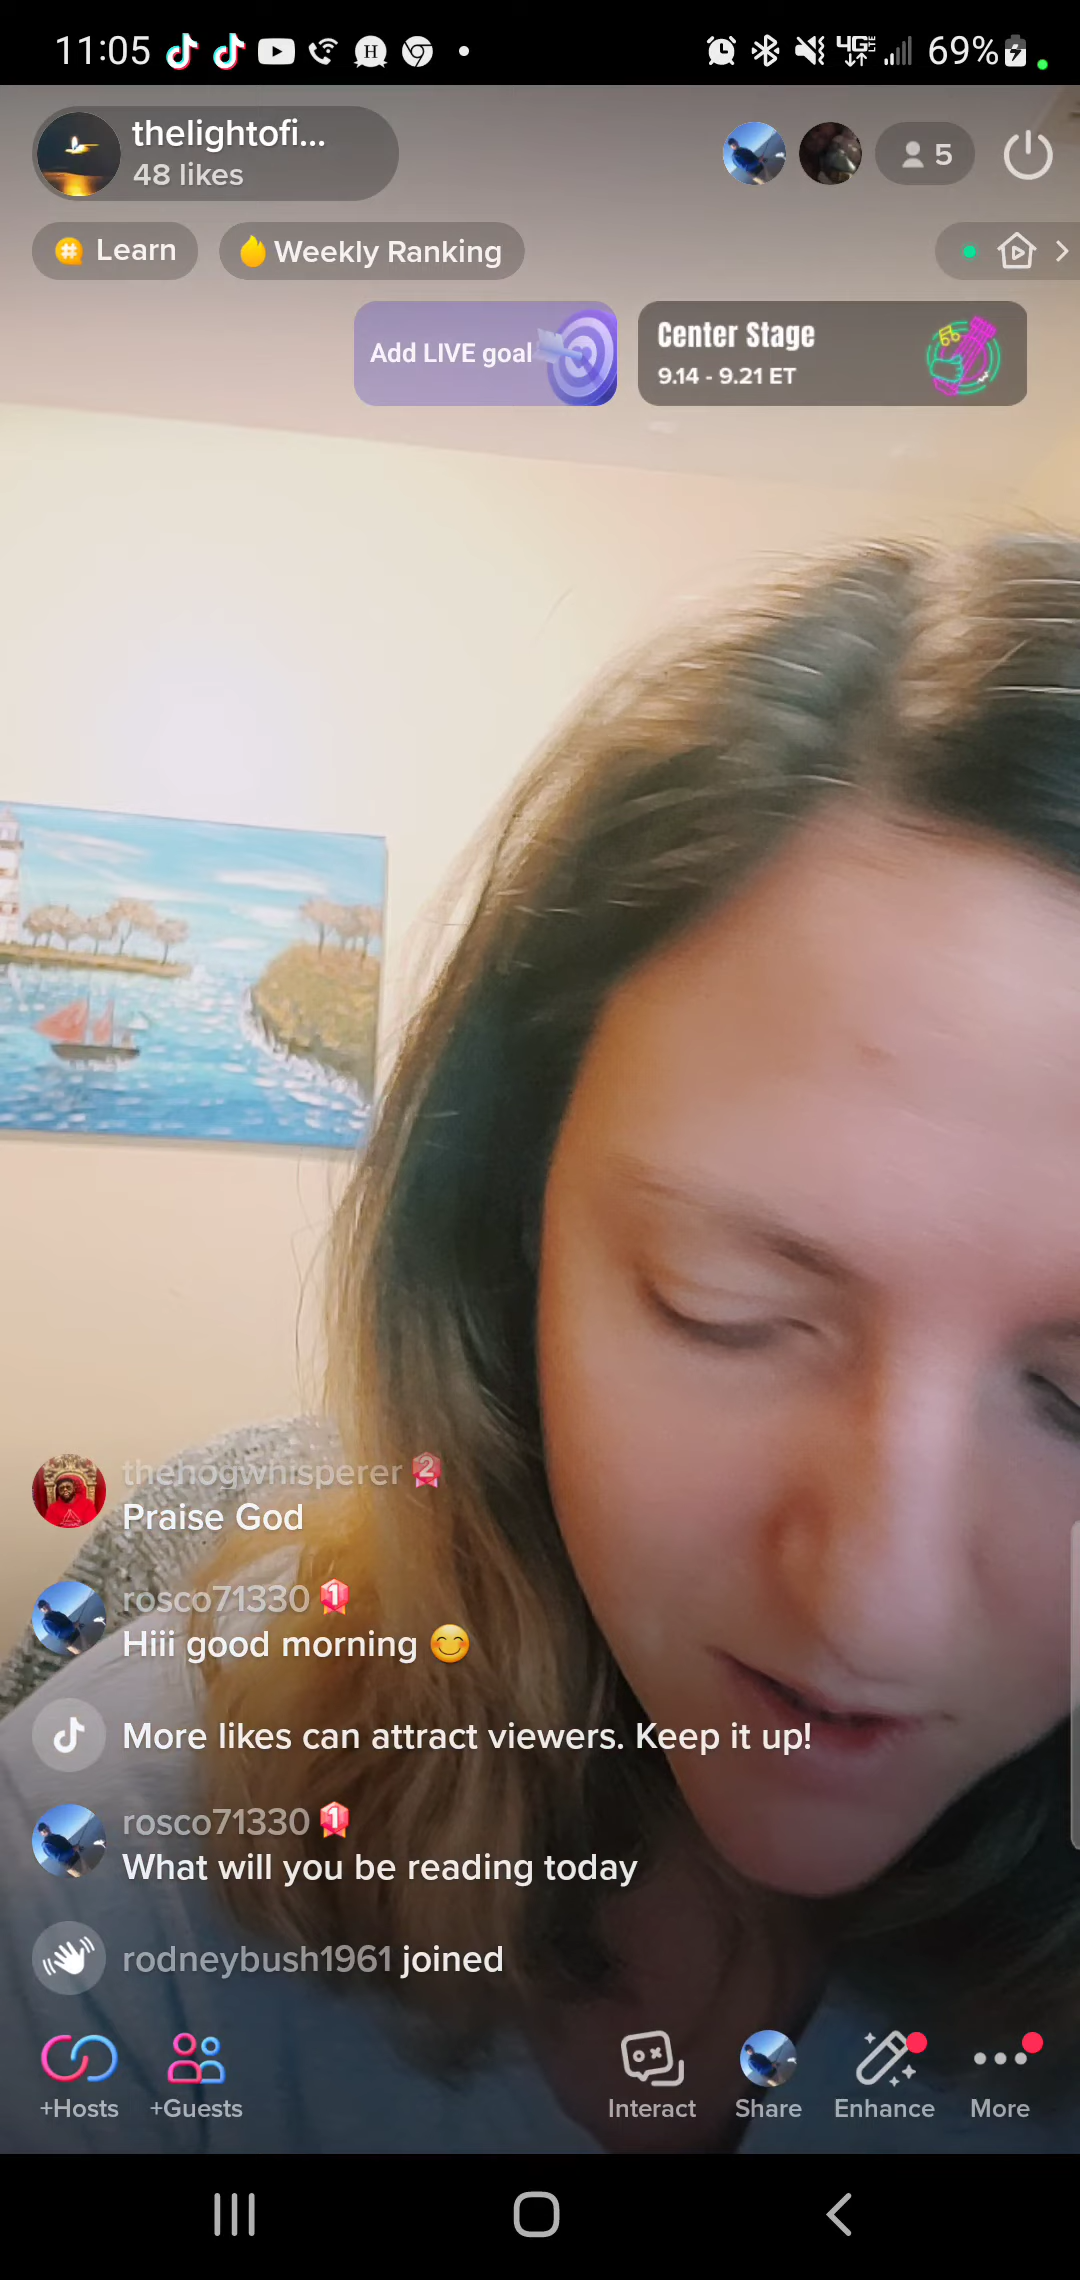 11:05
69%
thelightofi...
48 likes
5
Learn
Weekly Ranking
Add LIVE goal
Center Stage
9.14 - 9.21 ET
thehogwhisperer 2
Praise God
rosco71330 1
Hiii good morning 😊
More likes can attract viewers. Keep it up!
rosco71330 1
What will you be reading today
rodneybush1961 joined
+Hosts
+Guests
Interact
Share
Enhance
More